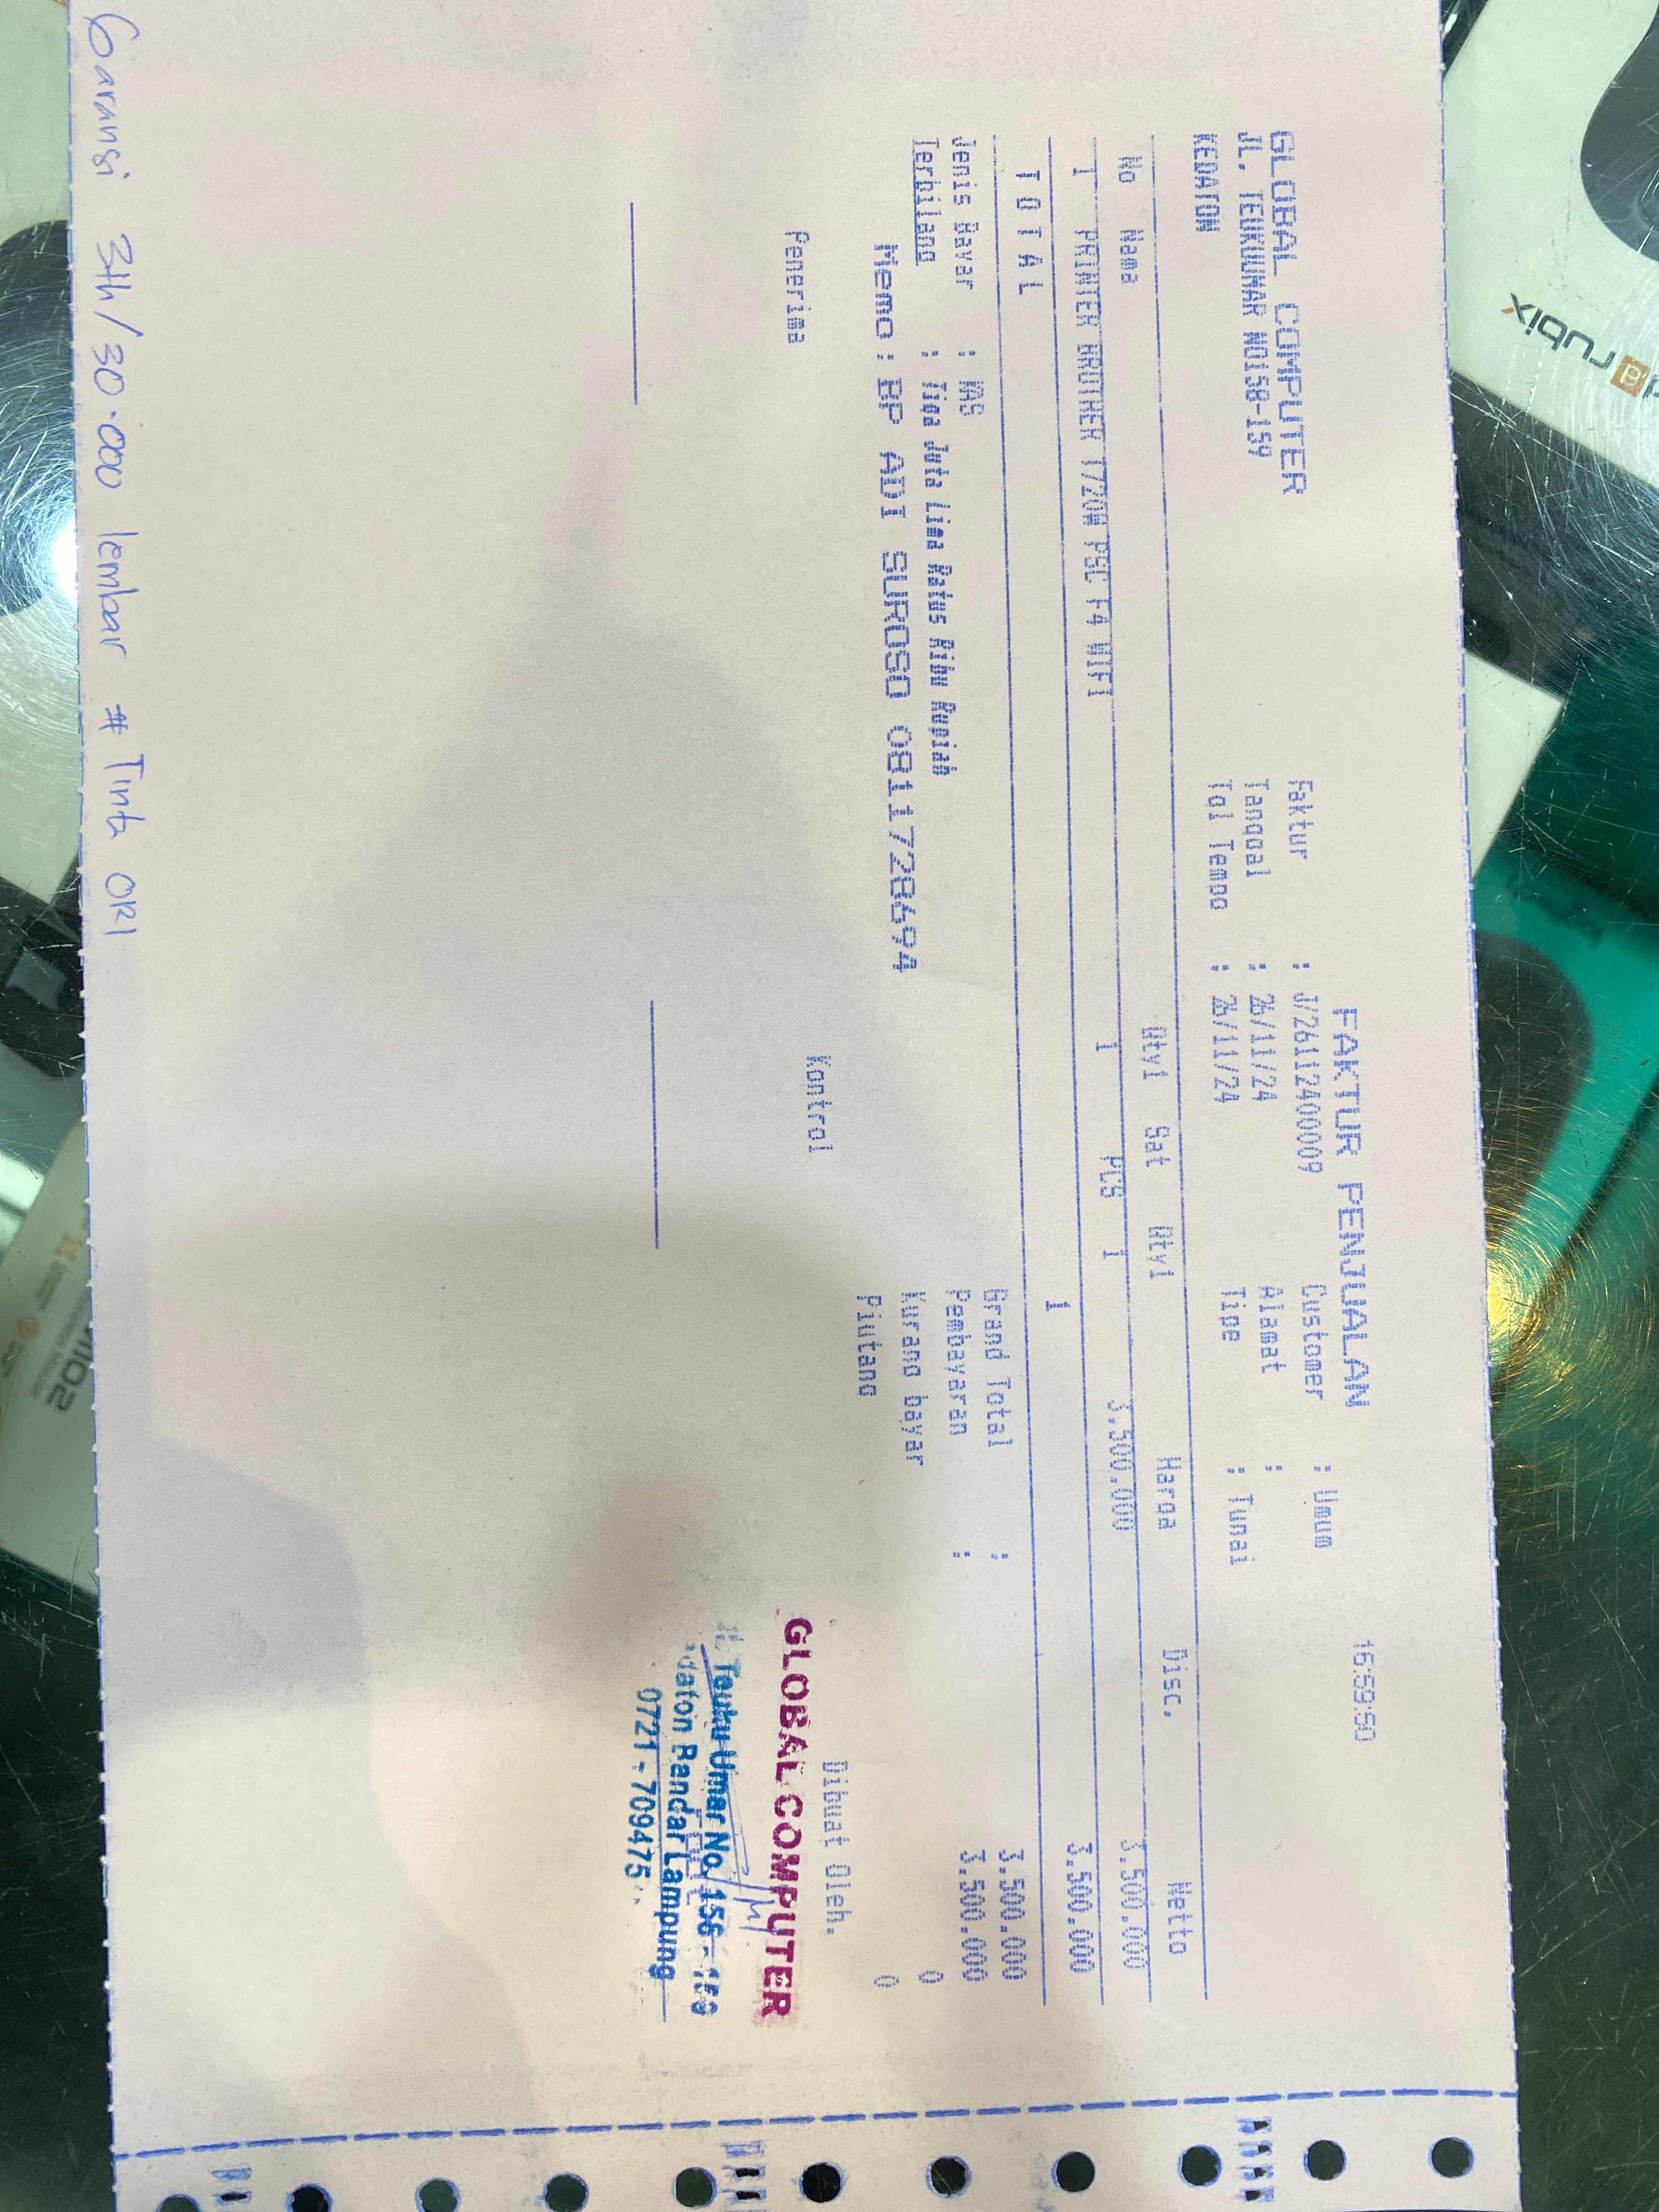 FAKTUR PENJUALAN 16:59:50
GLOBAL COMPUTER Faktur : J/2611240009 Customer : Umum
JL. TEUKUUMAR NO158-159 Tanggal : 26/11/24 Alamat :
KEDATON Tgl Tempo : 26/11/24 Tipe : Tunai
No Nama Qty1 Sat Qty1 Harga Disc. Netto
1 PRINTER BROTHER T720W PSC F4 WIFI 1 PCS 1 3.500.000 3.500.000
T O T A L 1 3.500.000
Jenis Bayar : KAS Grand Total : 3.500.000
Terbilang : Tiga Juta Lima Ratus Ribu Rupiah Pembayaran : 3.500.000
Memo : BP ADI SUROSO 0811728694 Kurang bayar 0
Piutang 0
Penerima Kontrol Dibuat Oleh.
GLOBAL COMPUTER
Jl. Teuku Umar No. 156 -
Bandar Lampung
0721 - 709475
Garansi 3th/30.000 lembar # Tinta ORI
rubix